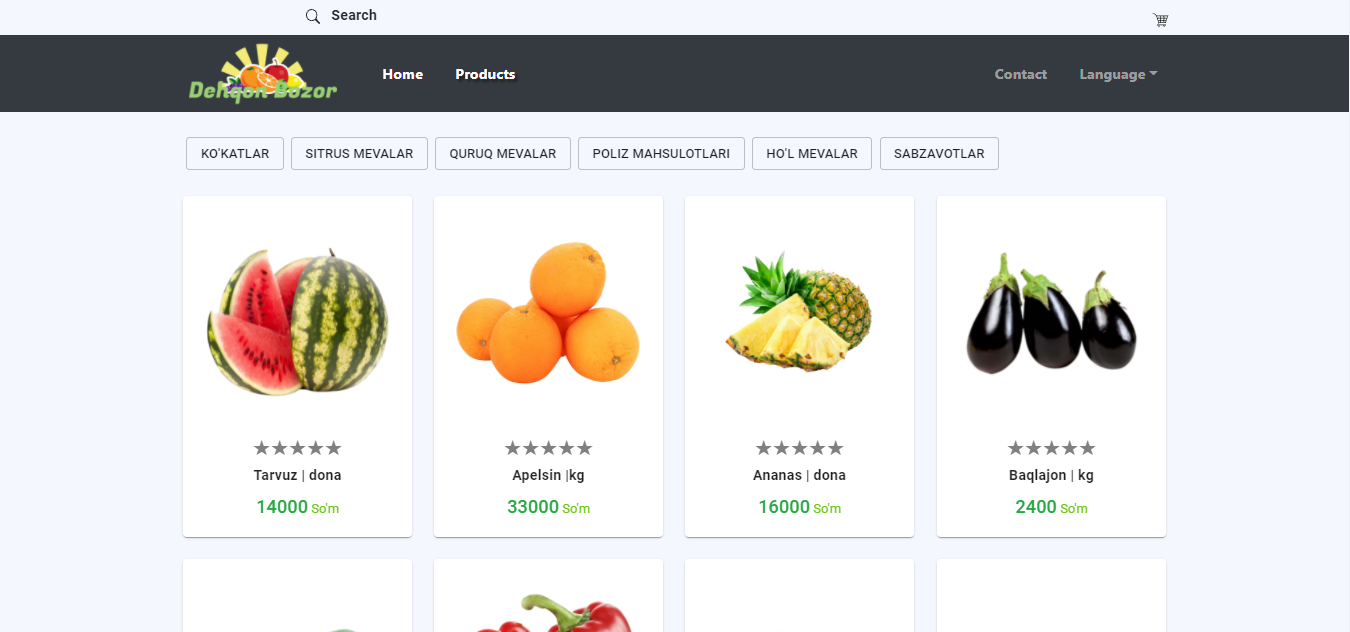 Search
Dehqon Bozor
Home Products Contact Language
KO'KATLAR SITRUS MEVALAR QURUQ MEVALAR POLIZ MAHSULOTLARI HO'L MEVALAR SABZAVOTLAR
Tarvuz | dona
14000 So'm
Apelsin |kg
33000 So'm
Ananas | dona
16000 So'm
Baqlajon | kg
2400 So'm